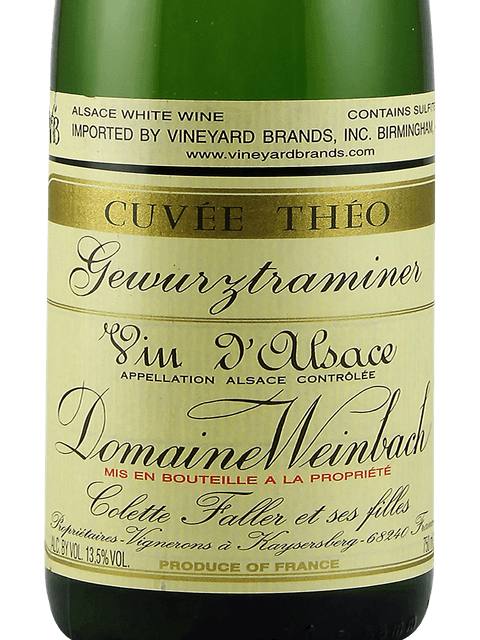 ALSACE WHITE WINE CONTAINS
IMPORTED BY VINEYARD BRANDS, INC. BIRMINGHAM,
www.vineyardbrands.com
CUVÉE THÉO
Gewurztraminer
Vin d'Alsace
APPELLATION ALSACE CONTRÔLÉE
Domaine Weinbach
MIS EN BOUTEILLE A LA PROPRIÉTÉ
Colette Faller et ses filles
Propriétaires-Vignerons à Kaysersberg-68240
ALC. BY VOL. 13,5% VOL.
PRODUCE OF FRANCE